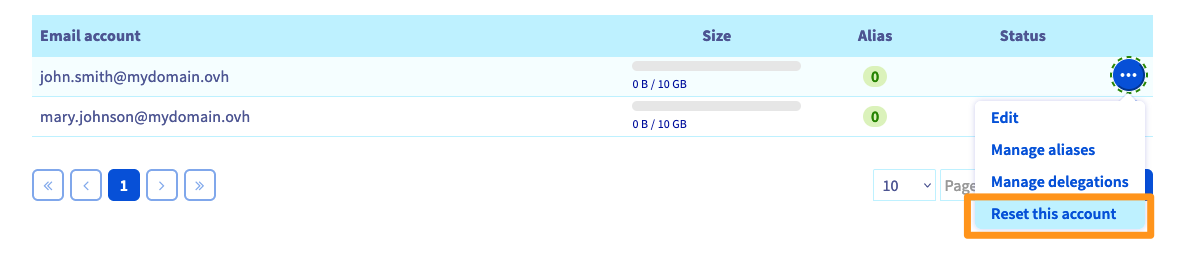 Email account Size Alias Status
john.smith@mydomain.ovh 0
0 B / 10 GB
mary.johnson@mydomain.ovh 0
0 B / 10 GB
Edit
Manage aliases
Manage delegations
Reset this account
« ‹ 1 › » 10